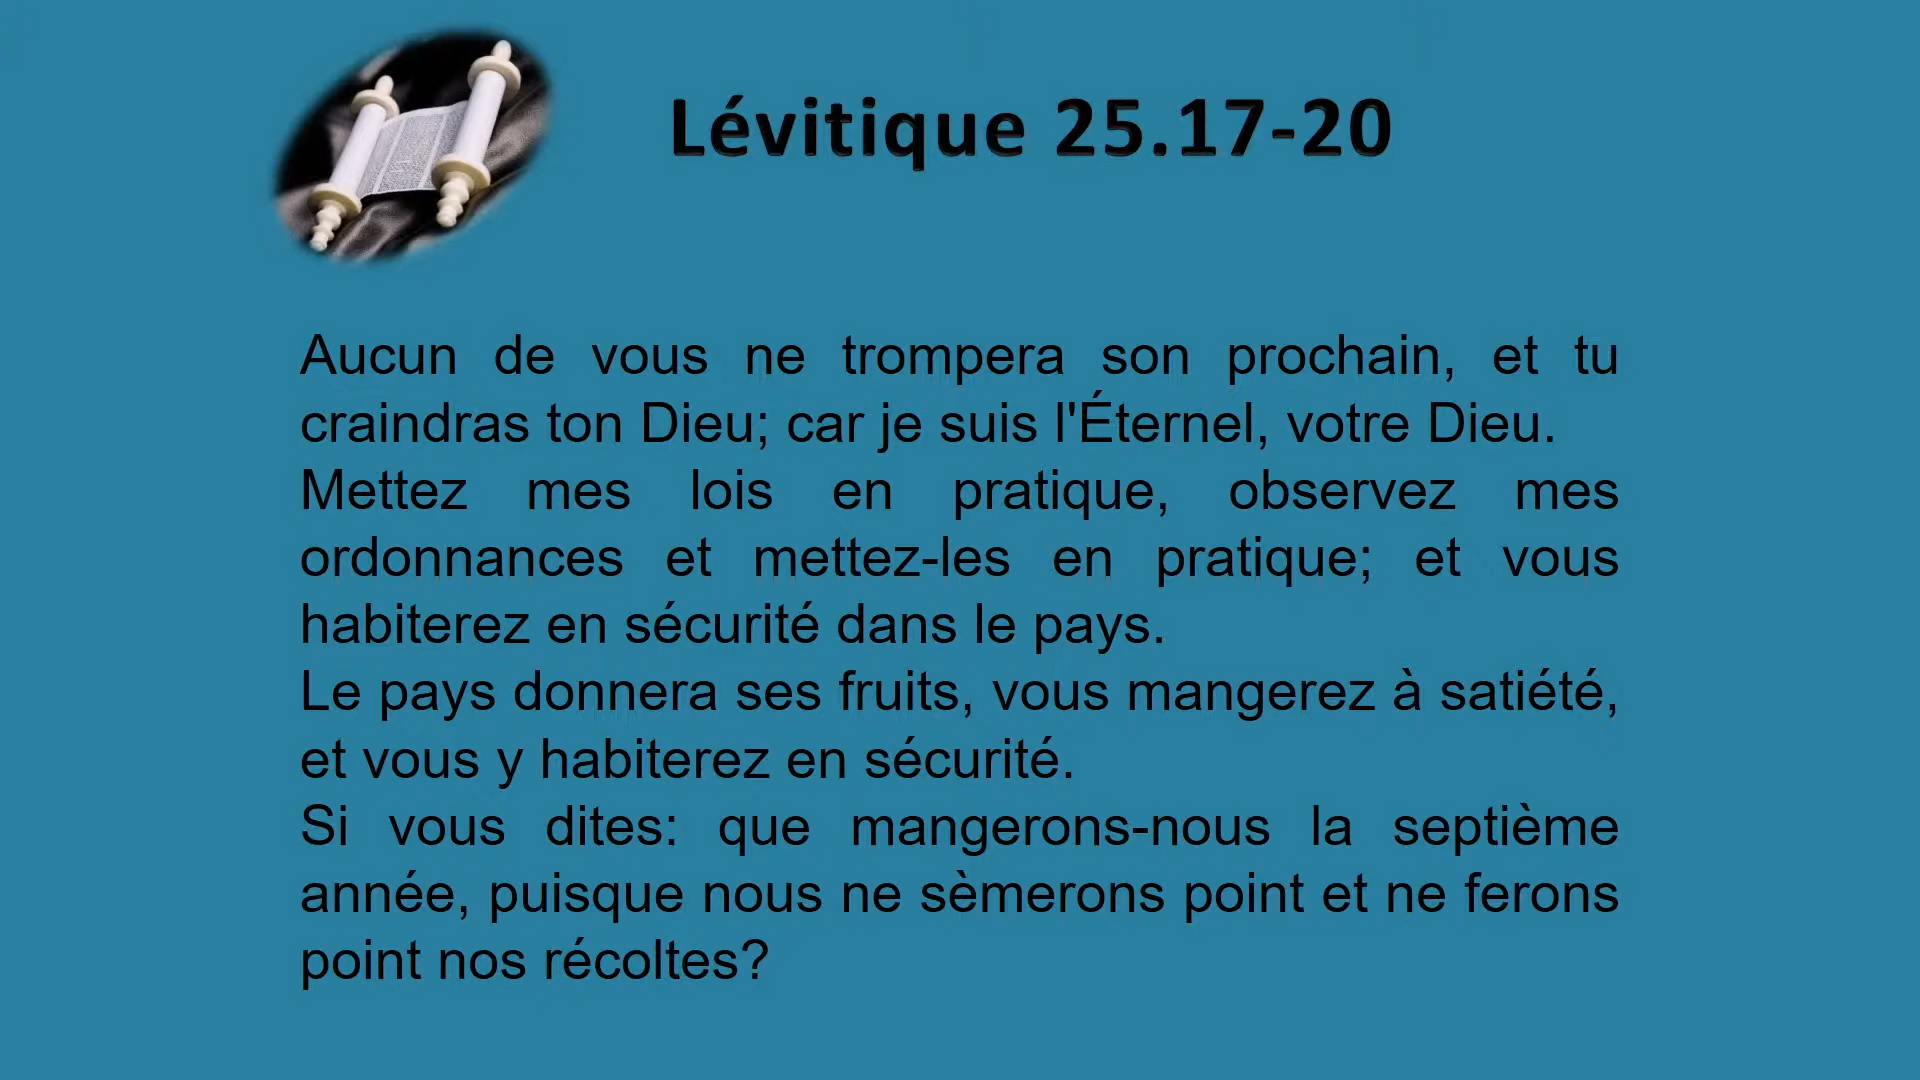 Lévitique 25.17-20
Aucun de vous ne trompera son prochain, et tu
craindras ton Dieu; car je suis l'Éternel, votre Dieu.
Mettez mes lois en pratique, observez mes
ordonnances et mettez-les en pratique; et vous
habiterez en sécurité dans le pays.
Le pays donnera ses fruits, vous mangerez à satiété,
et vous y habiterez en sécurité.
Si vous dites: que mangerons-nous la septième
année, puisque nous ne sèmerons point et ne ferons
point nos récoltes?